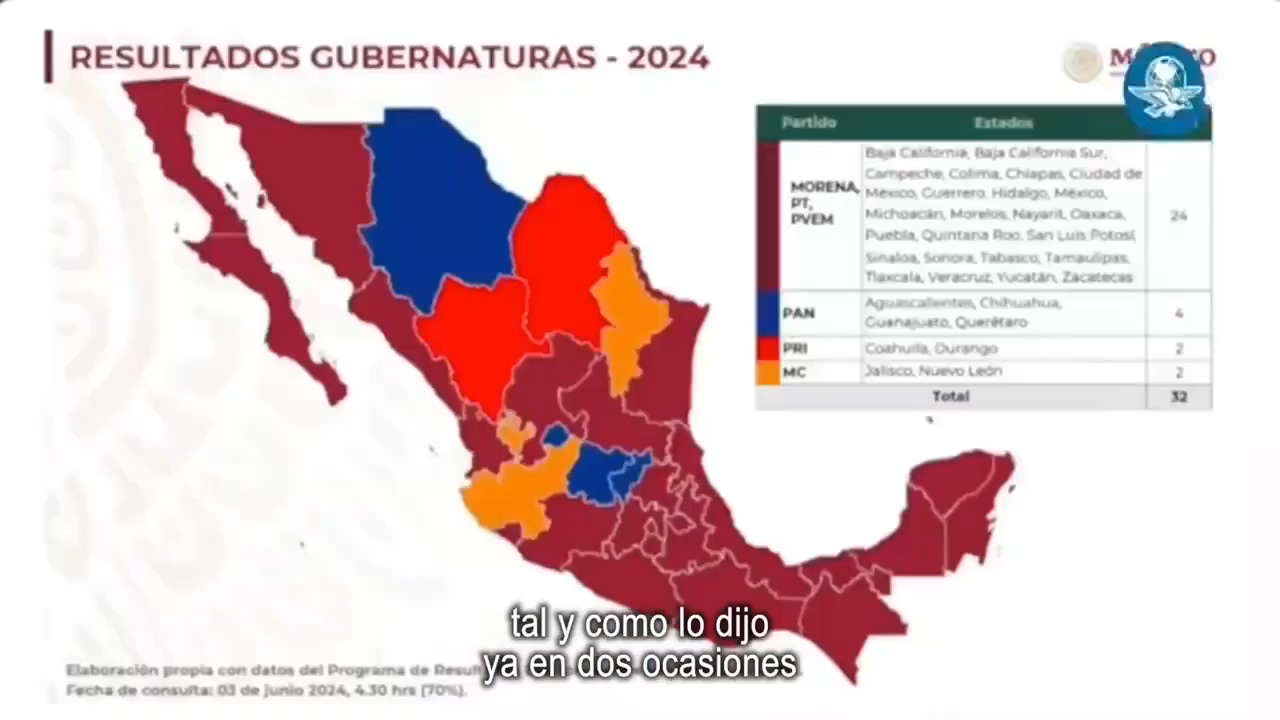 RESULTADOS GUBERNATURAS - 2024
Partido Estados
MORENA, PT, PVEM
Baja California, Baja California Sur,
Campeche, Colima, Chiapas, Ciudad de
México, Guerrero, Hidalgo, México,
Michoacán, Morelos, Nayarit, Oaxaca,
Puebla, Quintana Roo, San Luis Potosí,
Sinaloa, Sonora, Tabasco, Tamaulipas,
Tlaxcala, Veracruz, Yucatán, Zacatecas
24
PAN
Aguascalientes, Chihuahua,
Guanajuato, Querétaro
4
PRI Coahuila, Durango 2
MC Jalisco, Nuevo León 2
Total 32
tal y como lo dijo
ya en dos ocasiones
Elaboración propia con datos del Programa de
Fecha de consulta: 03 de junio 2024, 4.30 hrs (70%).